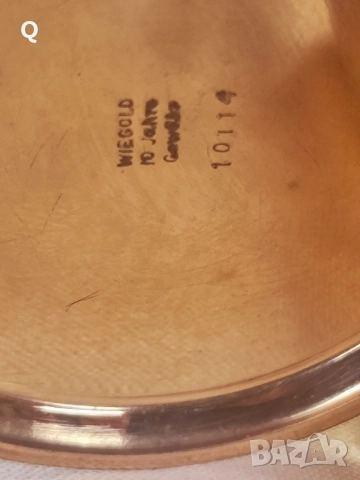 Q
WIEGOLD
10 Jahre
Garantie
10114
BAZAR